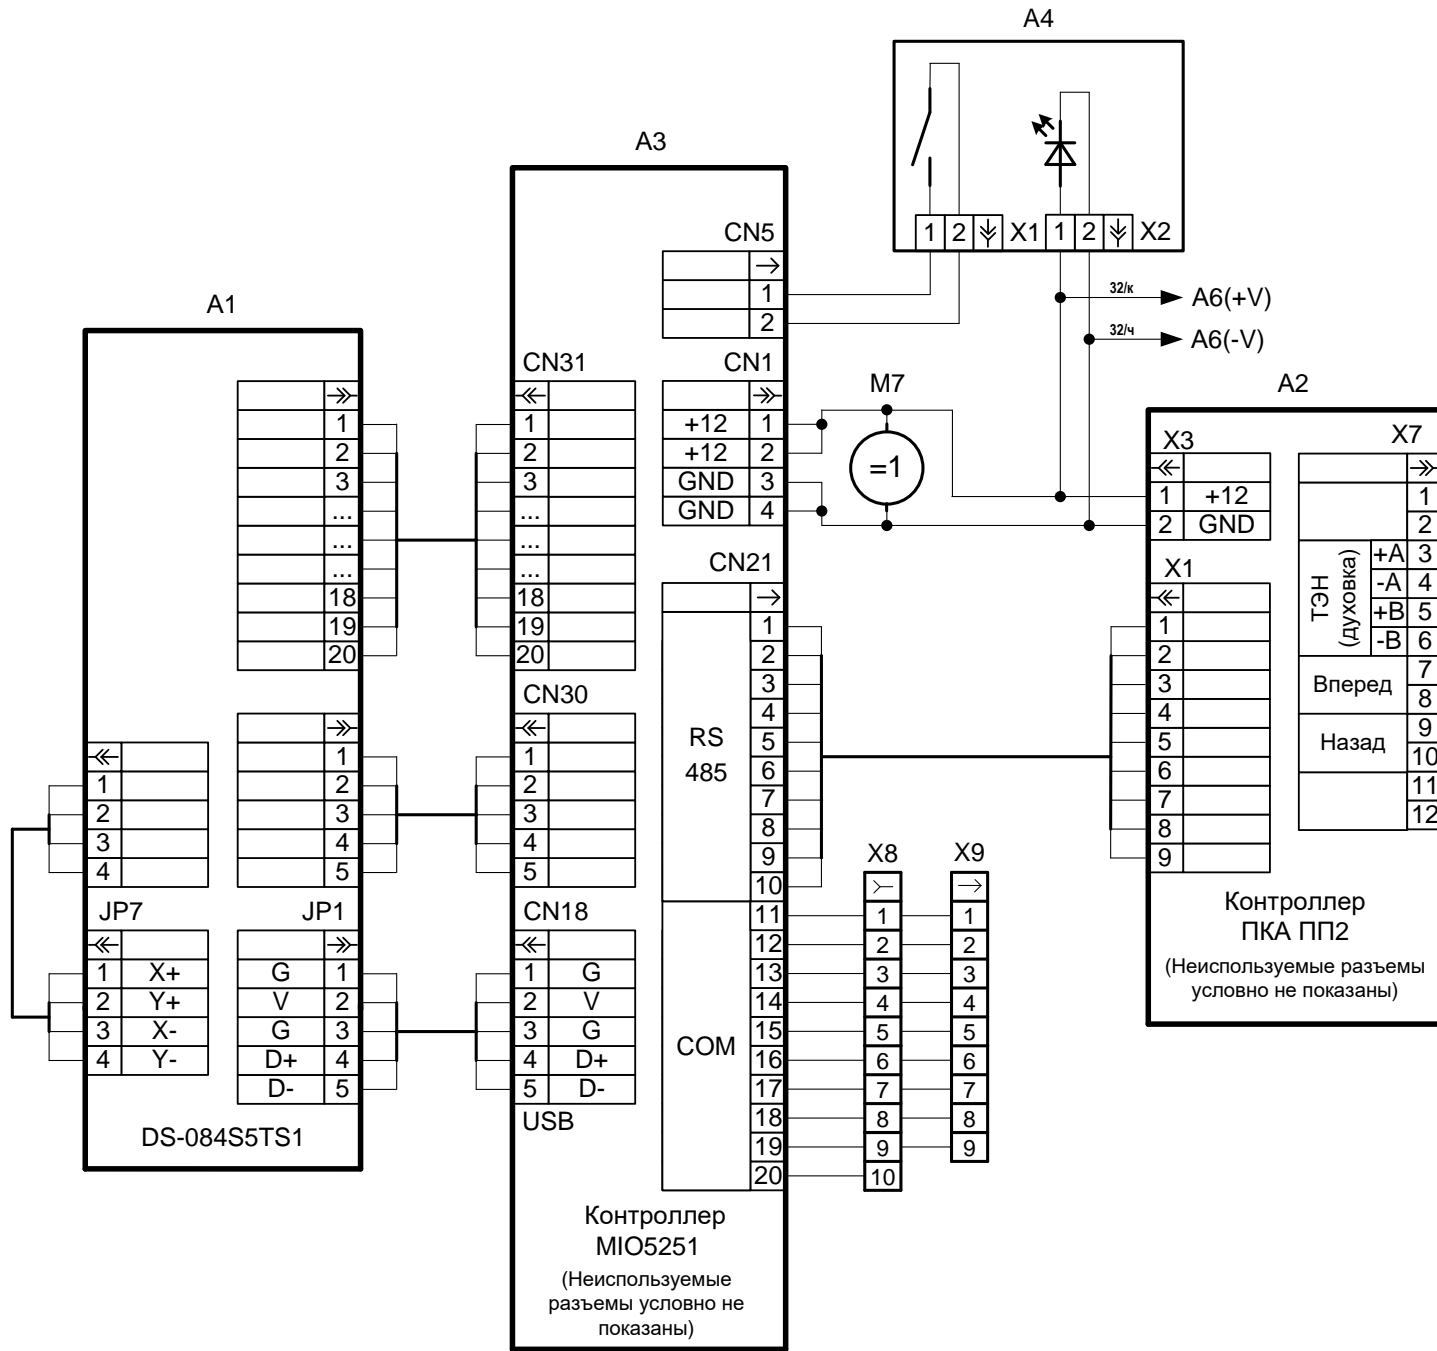 A4
1 2 X1 1 2 X2
32/к A6(+V)
32/ч A6(-V)
A3
CN5
1
2
CN31
1
2
3
...
...
...
18
19
20
CN1
+12 1
+12 2
GND 3
GND 4
M7
=1
CN21
RS
485
1
2
3
4
5
6
7
8
9
10
COM
11
12
13
14
15
16
17
18
19
20
CN30
1
2
3
4
5
CN18
1 G
2 V
3 G
4 D+
5 D-
USB
Контроллер
MIO5251
(Неиспользуемые
разъемы условно не
показаны)
A1
1
2
3
...
...
...
18
19
20
1
2
3
4
1
2
3
4
5
JP7
1 X+
2 Y+
3 X-
4 Y-
JP1
G 1
V 2
G 3
D+ 4
D- 5
DS-084S5TS1
X8
1
2
3
4
5
6
7
8
9
10
X9
1
2
3
4
5
6
7
8
9
A2
X3
1 +12
2 GND
X1
1
2
3
4
5
6
7
8
9
X7
1
2
ТЭН
(духовка)
+A 3
-A 4
+B 5
-B 6
Вперед
7
8
Назад
9
10
11
12
Контроллер
ПКА ПП2
(Неиспользуемые разъемы
условно не показаны)